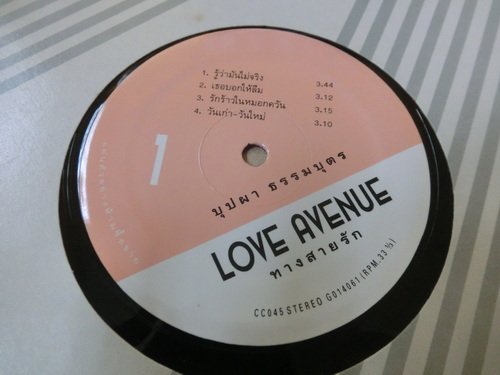 1. รู้ว่ามันไม่จริง 3.44
2. เธอบอกให้ลืม 3.12
3. รักร้าวในหมอกควัน 3.15
4. วันเก่า-วันใหม่ 3.10
1
บุปผา ธรรมบุตร
LOVE AVENUE
ทางสายรัก
CC045 STEREO G014061 (RPM.33 ⅓)